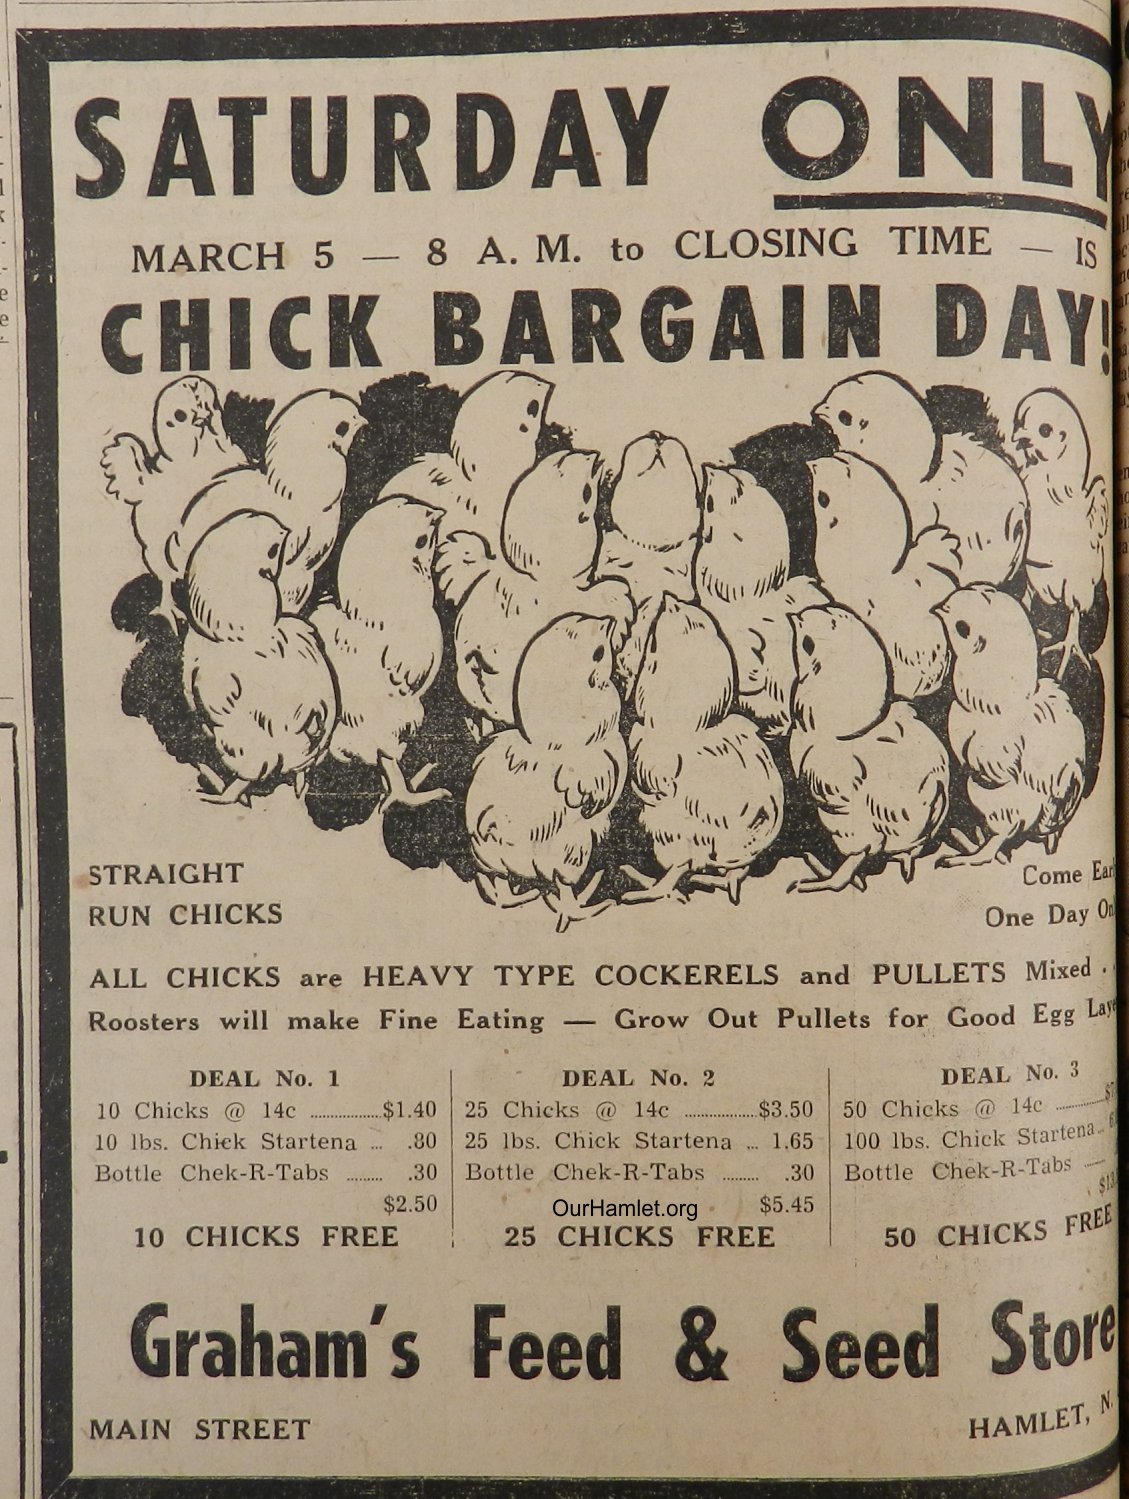 SATURDAY ONLY
MARCH 5 — 8 A. M. to CLOSING TIME — IS
CHICK BARGAIN DAY!
STRAIGHT
RUN CHICKS
Come
One Day
ALL CHICKS are HEAVY TYPE COCKERELS and PULLETS Mixed
Roosters will make Fine Eating — Grow Out Pullets for Good Egg
DEAL No. 1
10 Chicks @ 14c ............... $1.40
10 lbs. Chick Startena ... .80
Bottle Chek-R-Tabs ......... .30
$2.50
10 CHICKS FREE
DEAL No. 2
25 Chicks @ 14c ............... $3.50
25 lbs. Chick Startena ... 1.65
Bottle Chek-R-Tabs ......... .30
$5.45
25 CHICKS FREE
DEAL No. 3
50 Chicks @ 14c
100 lbs. Chick Startena
Bottle Chek-R-Tabs
50 CHICKS FREE
OurHamlet.org
Graham's Feed & Seed Store
MAIN STREET
HAMLET, N.